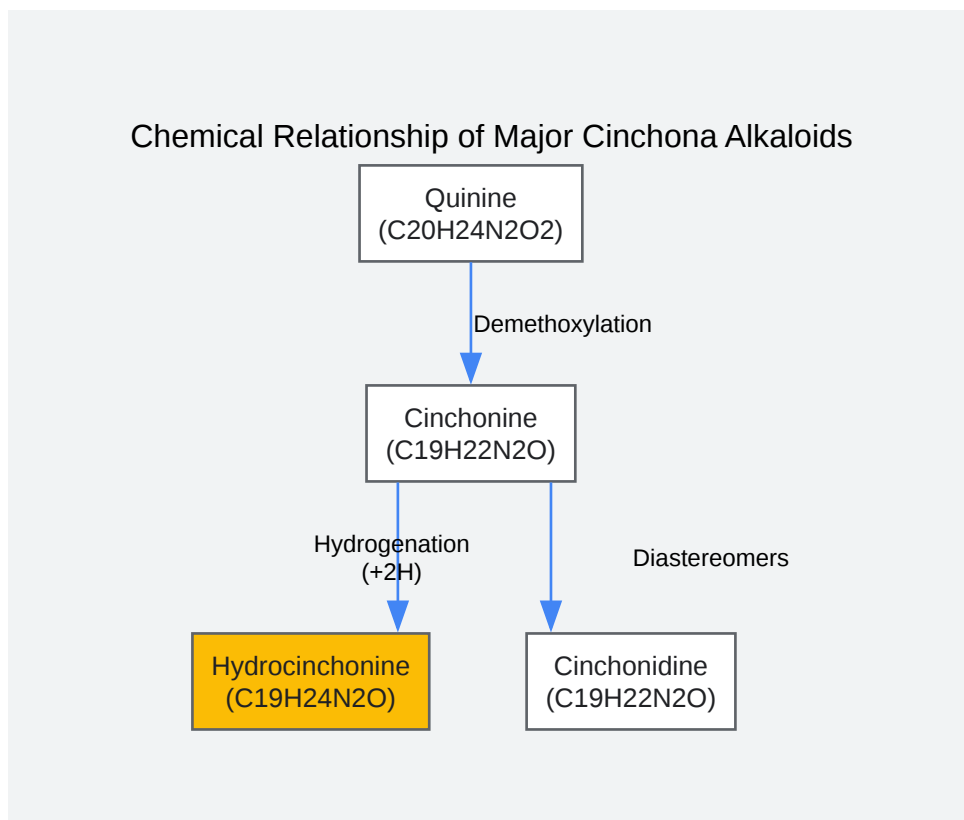 Chemical Relationship of Major Cinchona Alkaloids
Quinine
(C20H24N2O2)
Demethoxylation
Cinchonine
(C19H22N2O)
Hydrogenation
(+2H)
Diastereomers
Hydrocinchonine
(C19H24N2O)
Cinchonidine
(C19H22N2O)